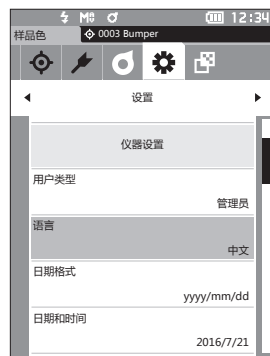 M 12:34
样品色 0003 Bumper
设置
仪器设置
用户类型
管理员
语言
中文
日期格式
yyyy/mm/dd
日期和时间
2016/7/21